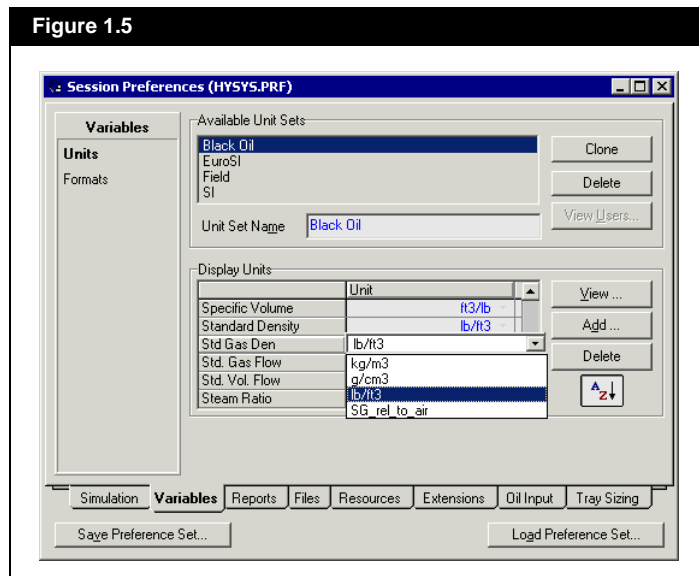 Figure 1.5
Session Preferences (HYSYS.PRF)
Variables
Units
Formats
Available Unit Sets
Black Oil
EuroSI
Field
SI
Clone
Delete
View Users...
Unit Set Name Black Oil
Display Units
Unit
Specific Volume ft3/lb
Standard Density lb/ft3
Std Gas Den lb/ft3
Std. Gas Flow
Std. Vol. Flow
Steam Ratio
kg/m3
g/cm3
lb/ft3
SG_rel_to_air
View ...
Add ...
Delete
AZ
Simulation Variables Reports Files Resources Extensions Oil Input Tray Sizing
Save Preference Set... Load Preference Set...